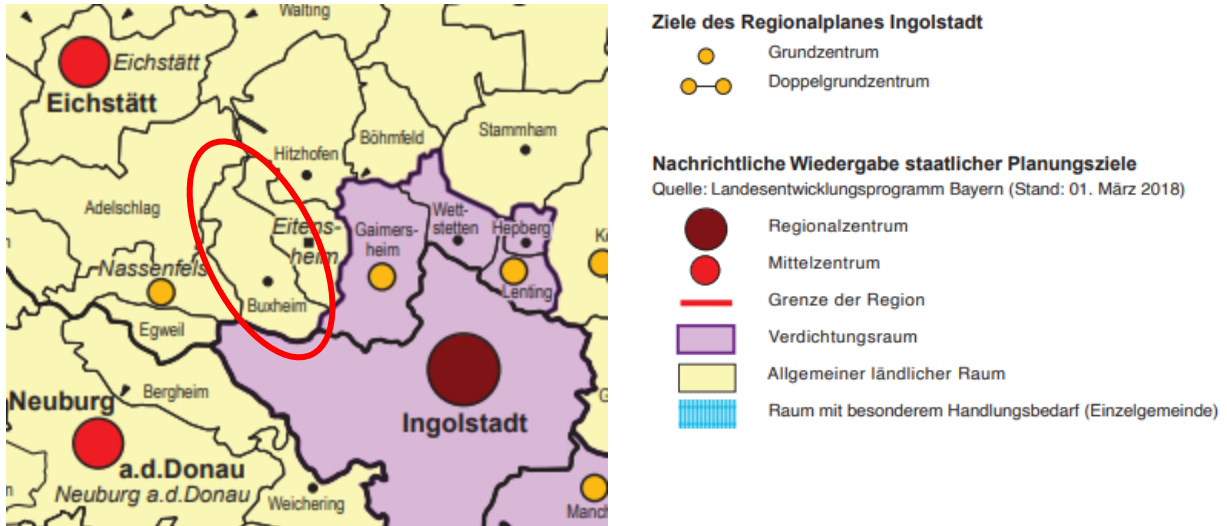 Walting
Eichstätt
Eichstätt
Böhmfeld
Stammham
Hitzhofen
Adelschlag
Eitens-
heim
Gaimers-
heim
Wett-
stetten
Hepberg
Nassenfels
Lenting
Buxheim
Egweil
Bergheim
Neuburg
Ingolstadt
a.d.Donau
Neuburg a.d.Donau
Weichering
Manch
Ziele des Regionalplanes Ingolstadt
Grundzentrum
Doppelgrundzentrum
Nachrichtliche Wiedergabe staatlicher Planungsziele
Quelle: Landesentwicklungsprogramm Bayern (Stand: 01. März 2018)
Regionalzentrum
Mittelzentrum
Grenze der Region
Verdichtungsraum
Allgemeiner ländlicher Raum
Raum mit besonderem Handlungsbedarf (Einzelgemeinde)